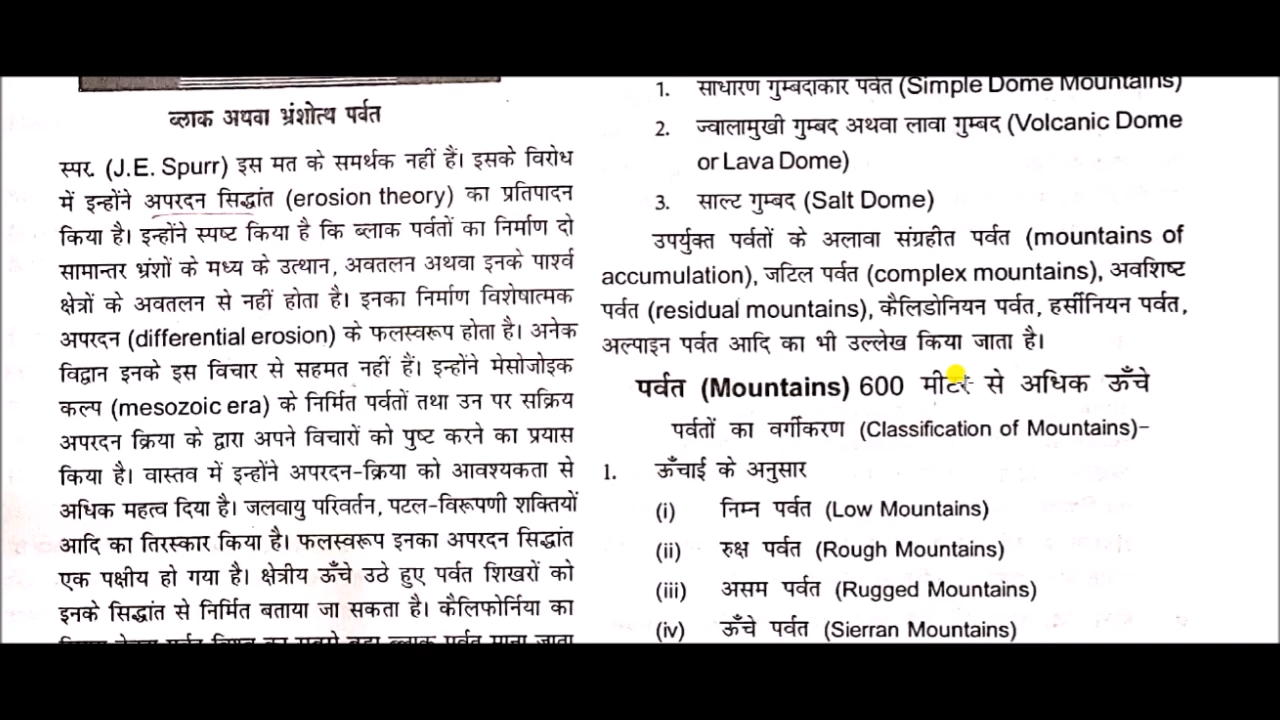 ब्लाक अथवा भ्रंशोत्थ पर्वत
स्पर. (J.E. Spurr) इस मत के समर्थक नहीं हैं। इसके विरोध
में इन्होंने अपरदन सिद्धांत (erosion theory) का प्रतिपादन
किया है। इन्होंने स्पष्ट किया है कि ब्लाक पर्वतों का निर्माण दो
सामान्तर भ्रंशों के मध्य के उत्थान, अवतलन अथवा इनके पार्श्व
क्षेत्रों के अवतलन से नहीं होता है। इनका निर्माण विशेषात्मक
अपरदन (differential erosion) के फलस्वरूप होता है। अनेक
विद्वान इनके इस विचार से सहमत नहीं हैं। इन्होंने मेसोजोइक
कल्प (mesozoic era) के निर्मित पर्वतों तथा उन पर सक्रिय
अपरदन क्रिया के द्वारा अपने विचारों को पुष्ट करने का प्रयास
किया है। वास्तव में इन्होंने अपरदन-क्रिया को आवश्यकता से
अधिक महत्व दिया है। जलवायु परिवर्तन, पटल-विरूपणी शक्तियों
आदि का तिरस्कार किया है। फलस्वरूप इनका अपरदन सिद्धांत
एक पक्षीय हो गया है। क्षेत्रीय ऊँचे उठे हुए पर्वत शिखरों को
इनके सिद्धांत से निर्मित बताया जा सकता है। कैलिफोर्निया का
पर्वत विश्व का सबसे बड़ा ब्लाक पर्वत माना जाता
1. साधारण गुम्बदाकार पर्वत (Simple Dome Mountains)
2. ज्वालामुखी गुम्बद अथवा लावा गुम्बद (Volcanic Dome
or Lava Dome)
3. साल्ट गुम्बद (Salt Dome)
उपर्युक्त पर्वतों के अलावा संग्रहीत पर्वत (mountains of
accumulation), जटिल पर्वत (complex mountains), अवशिष्ट
पर्वत (residual mountains), कैलिडोनियन पर्वत, हर्सीनियन पर्वत,
अल्पाइन पर्वत आदि का भी उल्लेख किया जाता है।
पर्वत (Mountains) 600 मीटर से अधिक ऊँचे
पर्वतों का वर्गीकरण (Classification of Mountains)–
1. ऊँचाई के अनुसार
(i) निम्न पर्वत (Low Mountains)
(ii) रुक्ष पर्वत (Rough Mountains)
(iii) असम पर्वत (Rugged Mountains)
(iv) ऊँचे पर्वत (Sierran Mountains)